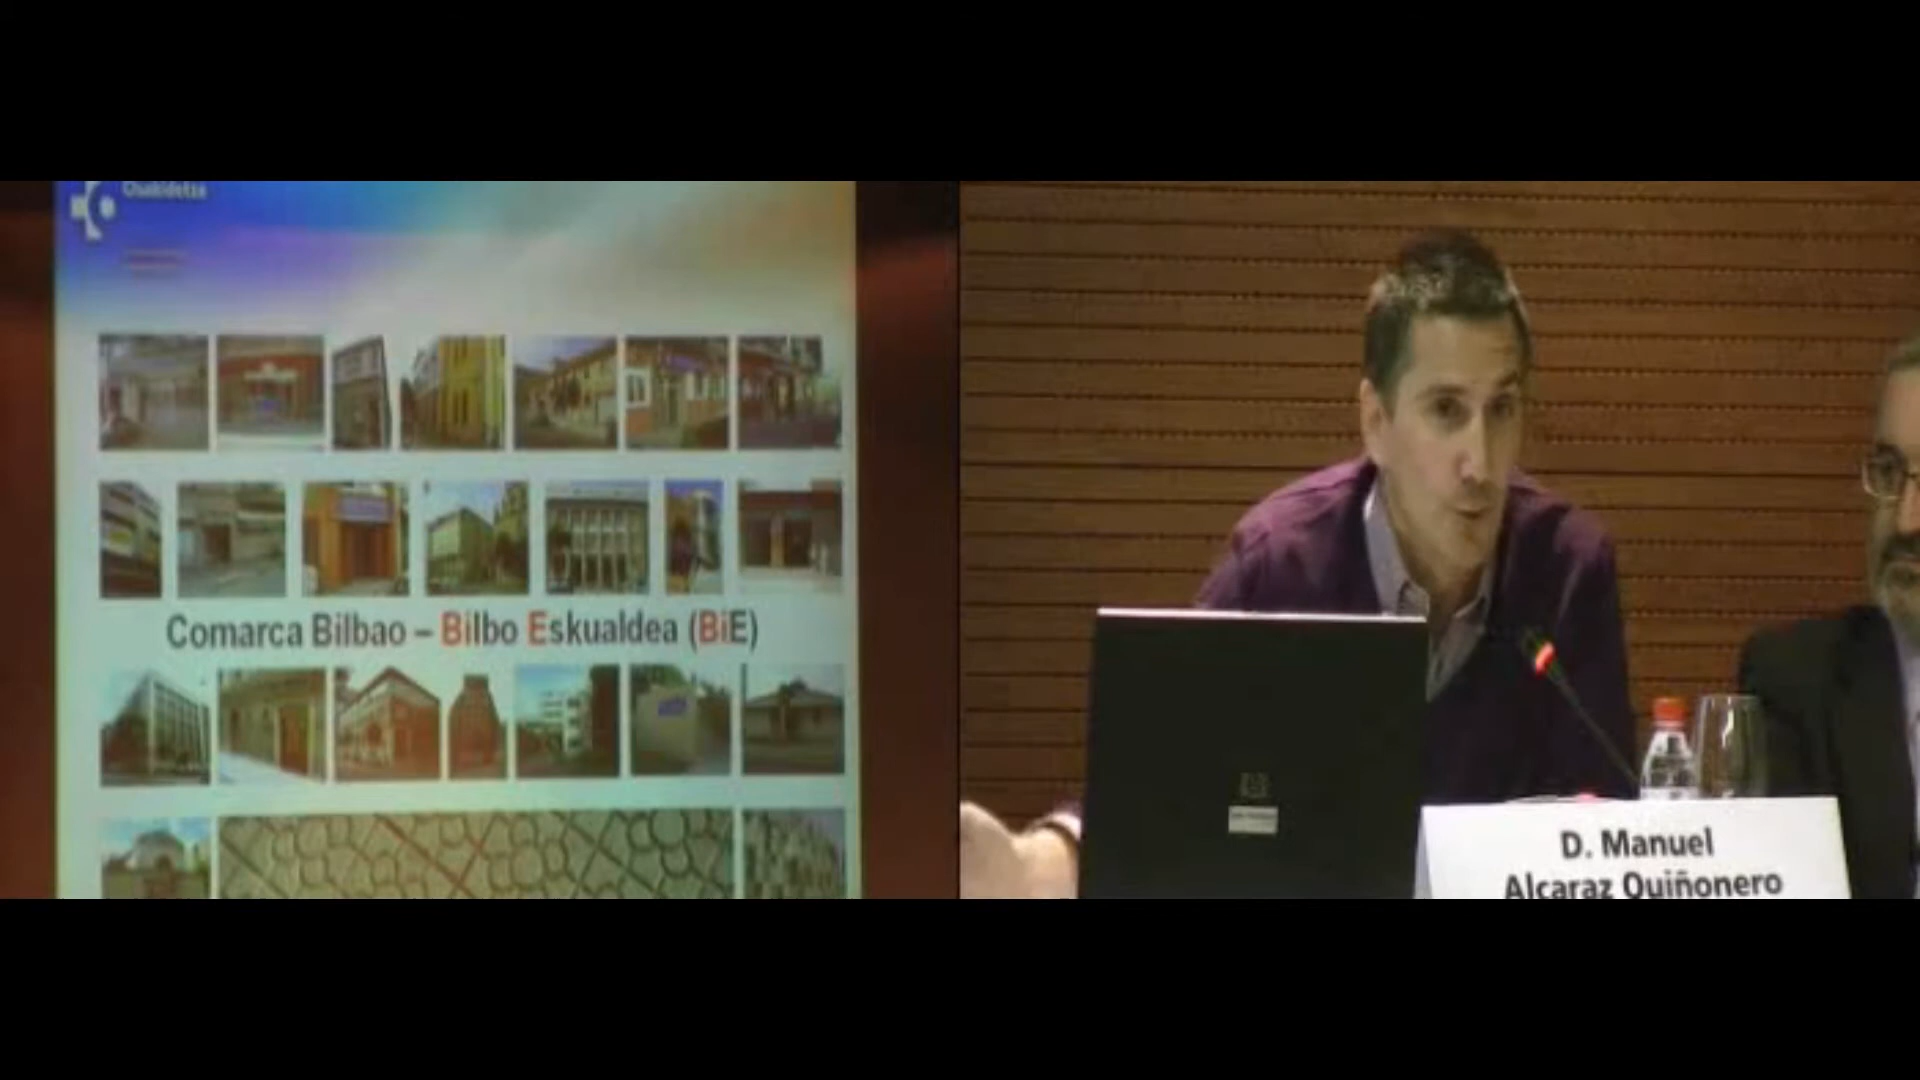 Osakidetza
Comarca Bilbao – Bilbo Eskualdea (BiE)
D. Manuel
Alcaraz Quiñonero